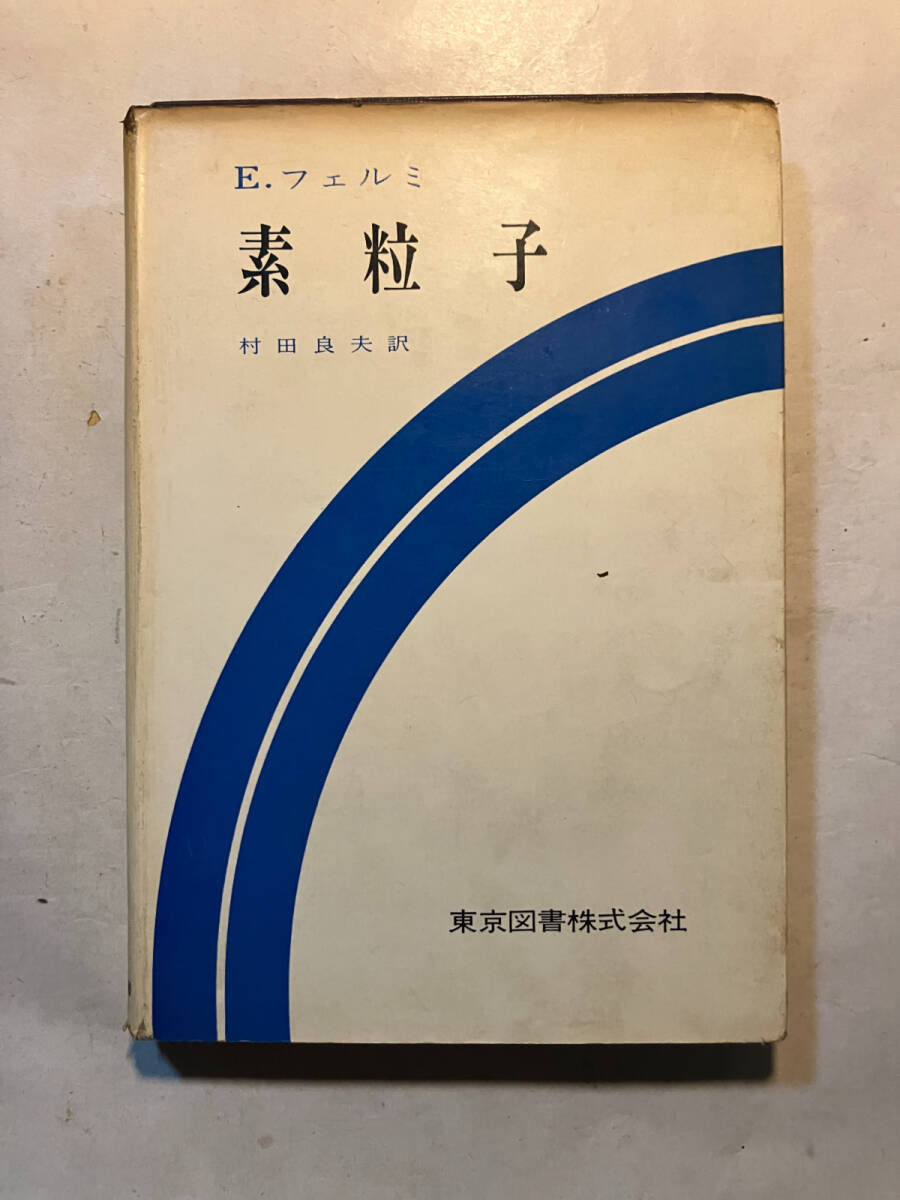 E.フェルミ
素粒子
村田良夫訳
東京図書株式会社